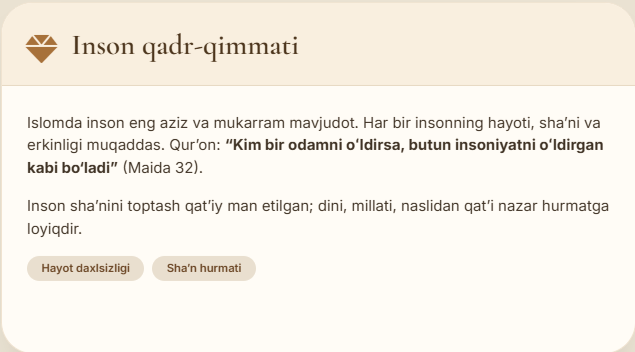 Inson qadr-qimmati
Islomda inson eng aziz va mukarram mavjudot. Har bir insonning hayoti, sha’ni va
erkinligi muqaddas. Qur’on: “Kim bir odamni o‘ldirsa, butun insoniyatni o‘ldirgan
kabi bo‘ladi” (Maida 32).
Inson sha’nini toptash qat’iy man etilgan; dini, millati, naslidan qat’i nazar hurmatga
loyiqdir.
Hayot daxlsizligi
Sha’n hurmati